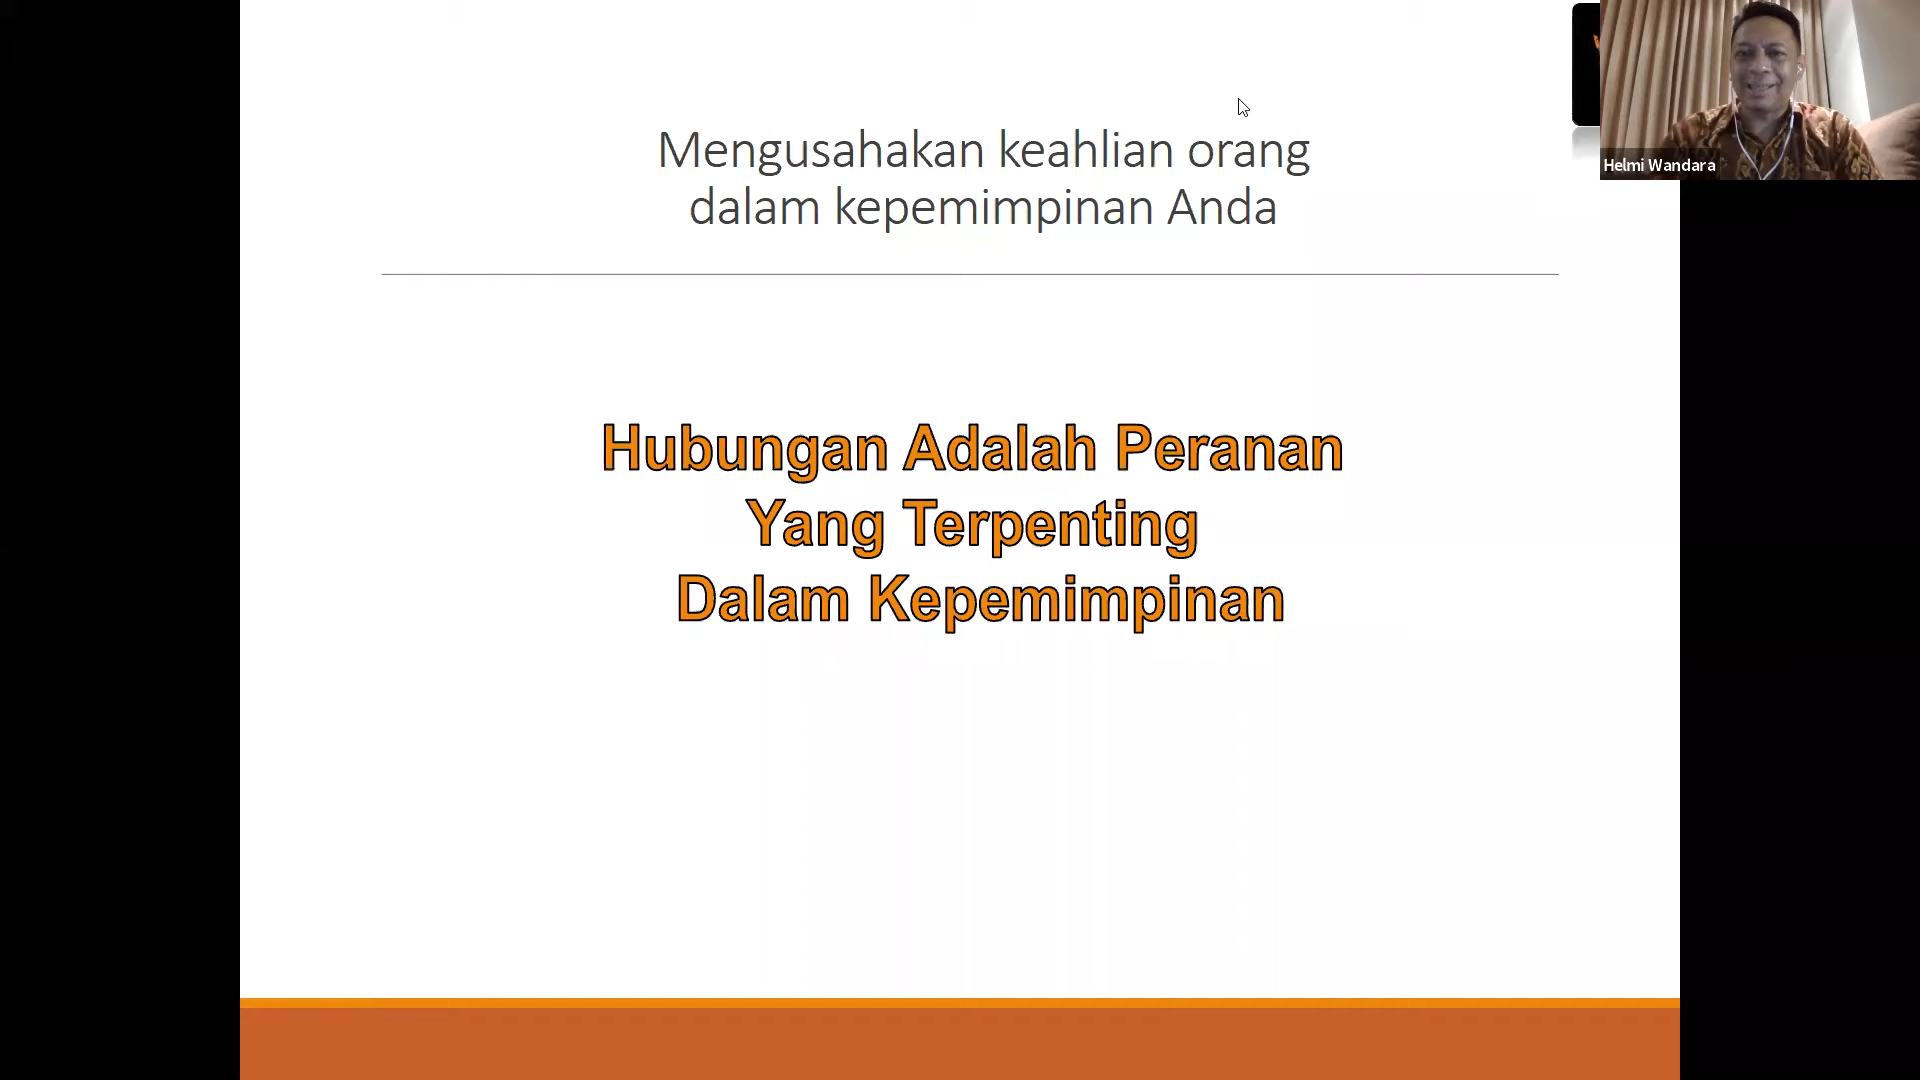 Mengusahakan keahlian orang
dalam kepemimpinan Anda
Helmi Wandara
Hubungan Adalah Peranan
Yang Terpenting
Dalam Kepemimpinan